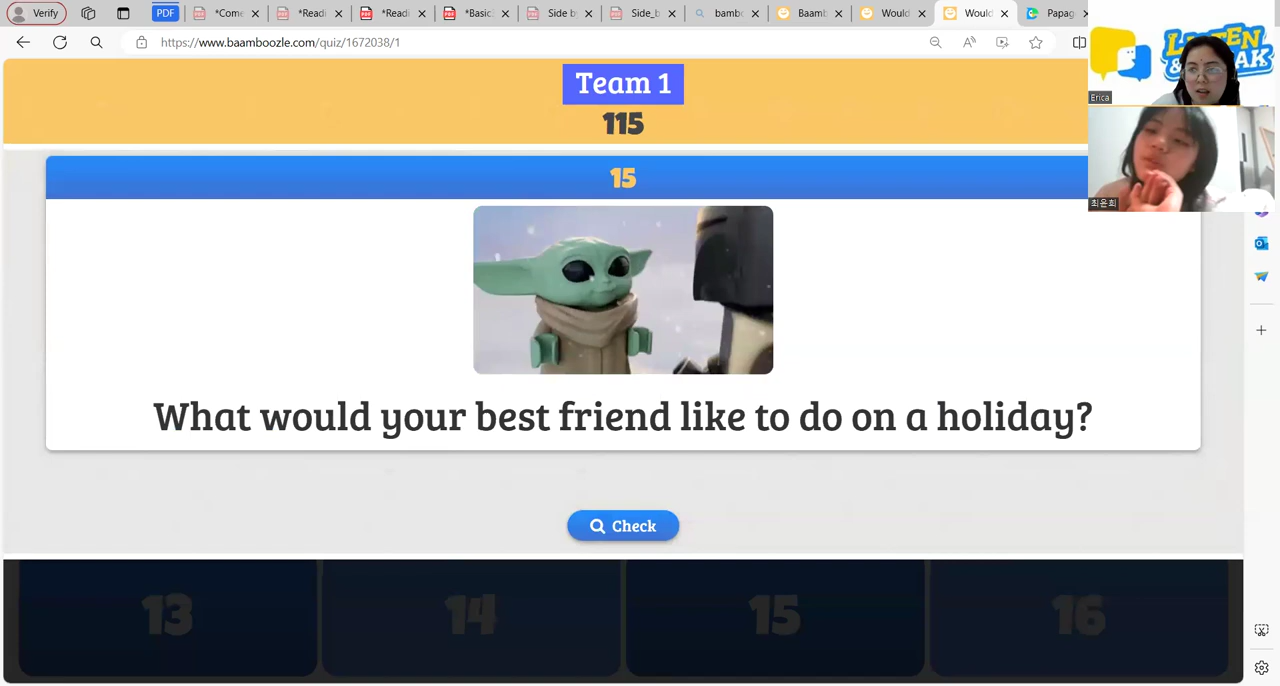 Verify
PDF
*Come
*Readi
*Readi
*Basic
Side b
Side_b
bambo
Baamb
Would
Would
Papag
https://www.baamboozle.com/quiz/1672038/1
Team 1
115
15
What would your best friend like to do on a holiday?
Check
13
14
15
16
Erica
최윤희